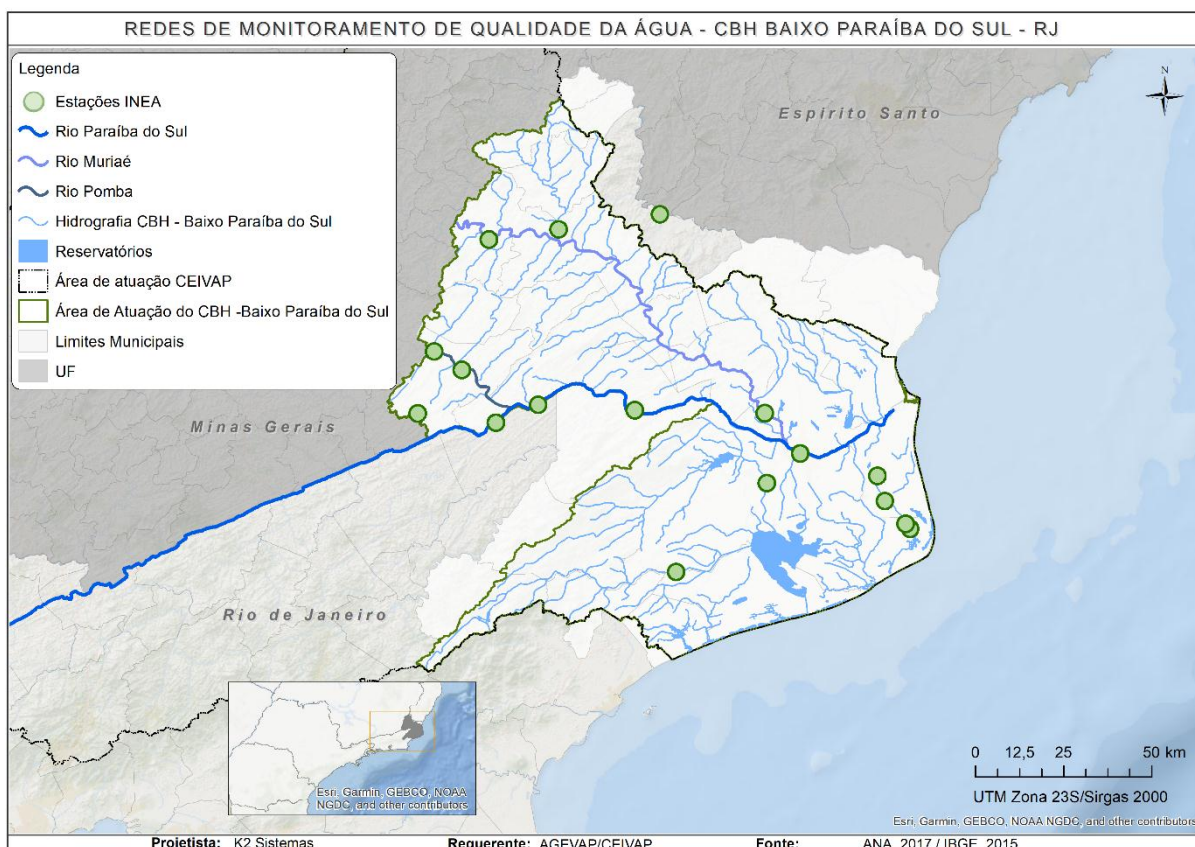 REDES DE MONITORAMENTO DE QUALIDADE DA ÁGUA - CBH BAIXO PARAÍBA DO SUL - RJ
Legenda
Estações INEA
Rio Paraíba do Sul
Rio Muriaé
Rio Pomba
Hidrografia CBH - Baixo Paraíba do Sul
Reservatórios
Área de atuação CEIVAP
Área de Atuação do CBH -Baixo Paraíba do Sul
Limites Municipais
UF
N
Espirito Santo
Minas Gerais
Rio de Janeiro
Esri, Garmin, GEBCO, NOAA
NGDC, and other contributors
0 12,5 25 50 km
UTM Zona 23S/Sirgas 2000
Esri, Garmin, GEBCO, NOAA NGDC, and other contributors
Projetista: K2 Sistemas Requerente: AGEVAP/CEIVAP Fonte: ANA, 2017 / IBGE, 2015